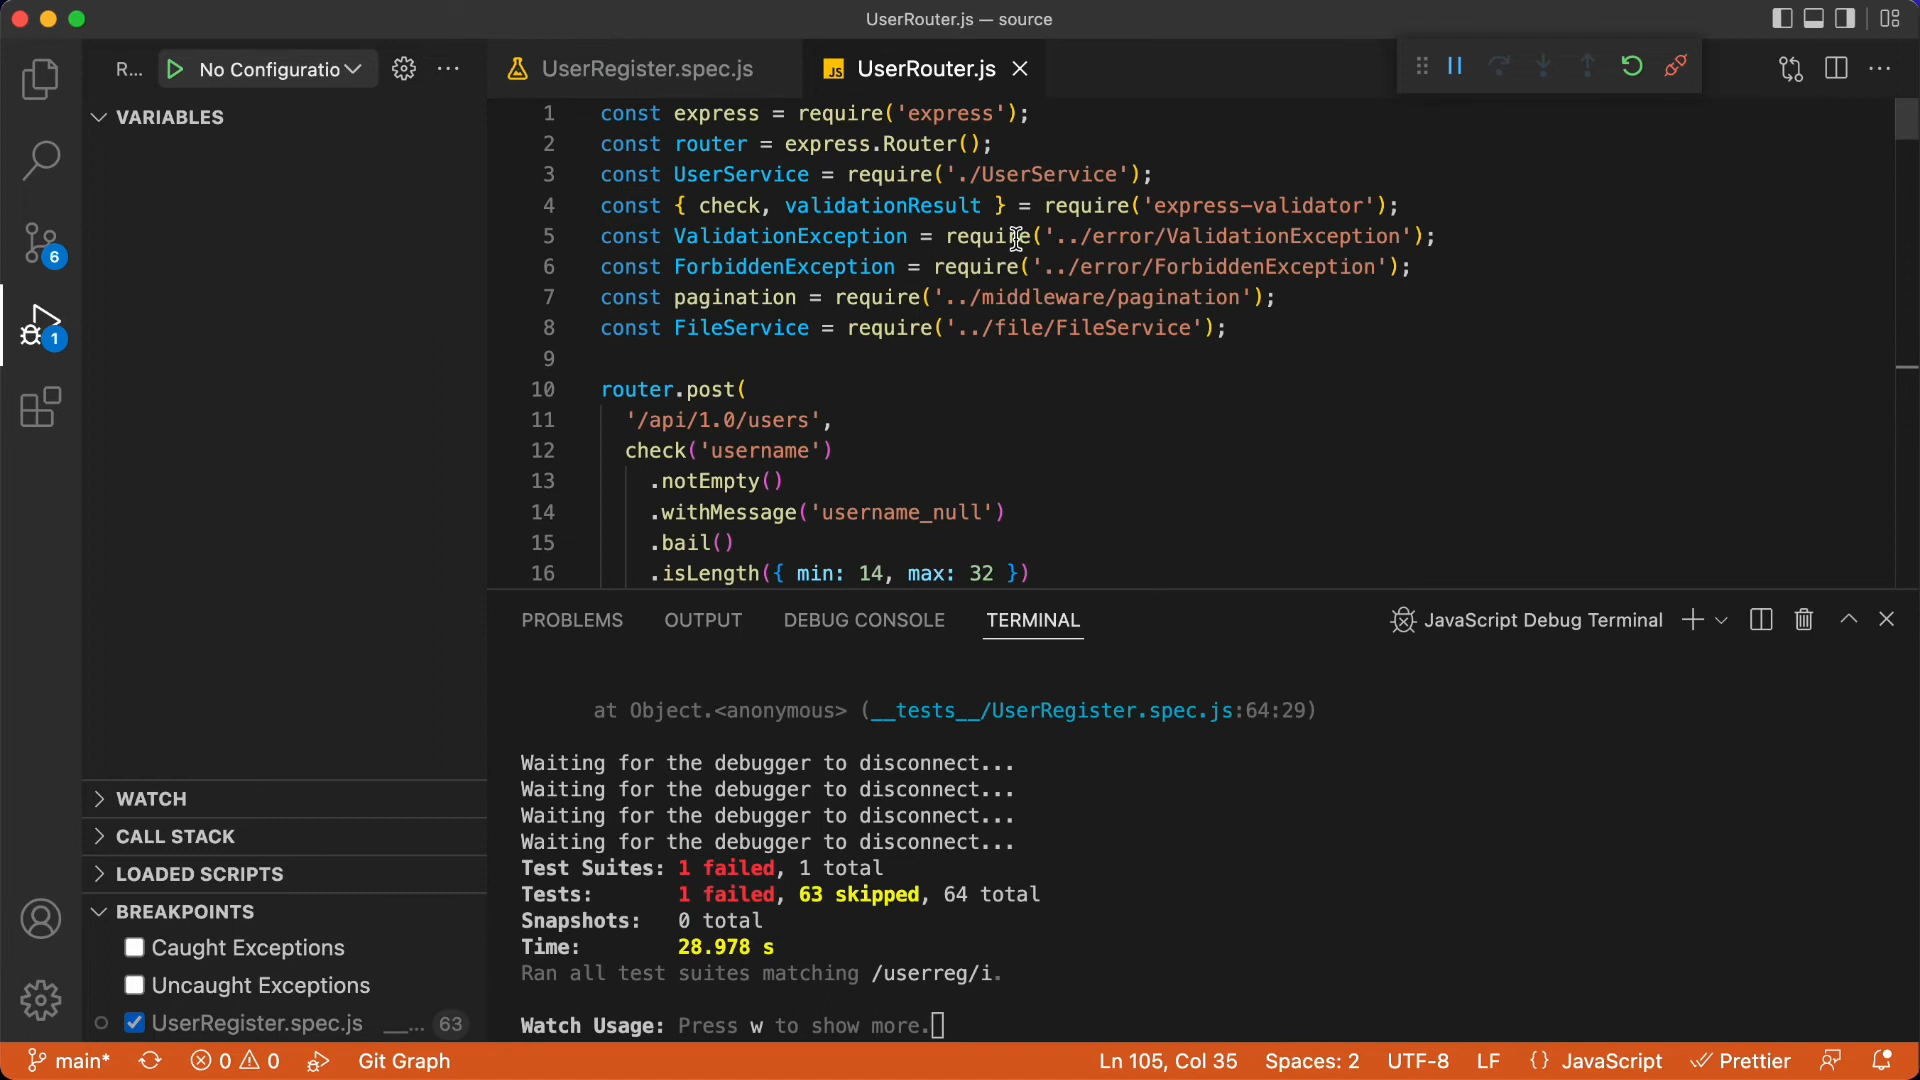 UserRouter.js — source
R... No Configuratio
UserRegister.spec.js
JS UserRouter.js
VARIABLES
6
1
1 const express = require('express');
2 const router = express.Router();
3 const UserService = require('./UserService');
4 const { check, validationResult } = require('express-validator');
5 const ValidationException = require('../error/ValidationException');
6 const ForbiddenException = require('../error/ForbiddenException');
7 const pagination = require('../middleware/pagination');
8 const FileService = require('../file/FileService');
9
10 router.post(
11 '/api/1.0/users',
12 check('username')
13 .notEmpty()
14 .withMessage('username_null')
15 .bail()
16 .isLength({ min: 14, max: 32 })
PROBLEMS OUTPUT DEBUG CONSOLE TERMINAL JavaScript Debug Terminal
at Object.<anonymous> (__tests__/UserRegister.spec.js:64:29)
Waiting for the debugger to disconnect...
Waiting for the debugger to disconnect...
Waiting for the debugger to disconnect...
Waiting for the debugger to disconnect...
Test Suites: 1 failed, 1 total
Tests: 1 failed, 63 skipped, 64 total
Snapshots: 0 total
Time: 28.978 s
Ran all test suites matching /userreg/i.
Watch Usage: Press w to show more.
WATCH
CALL STACK
LOADED SCRIPTS
BREAKPOINTS
Caught Exceptions
Uncaught Exceptions
UserRegister.spec.js __... 63
main* 0 0 Git Graph Ln 105, Col 35 Spaces: 2 UTF-8 LF {} JavaScript Prettier